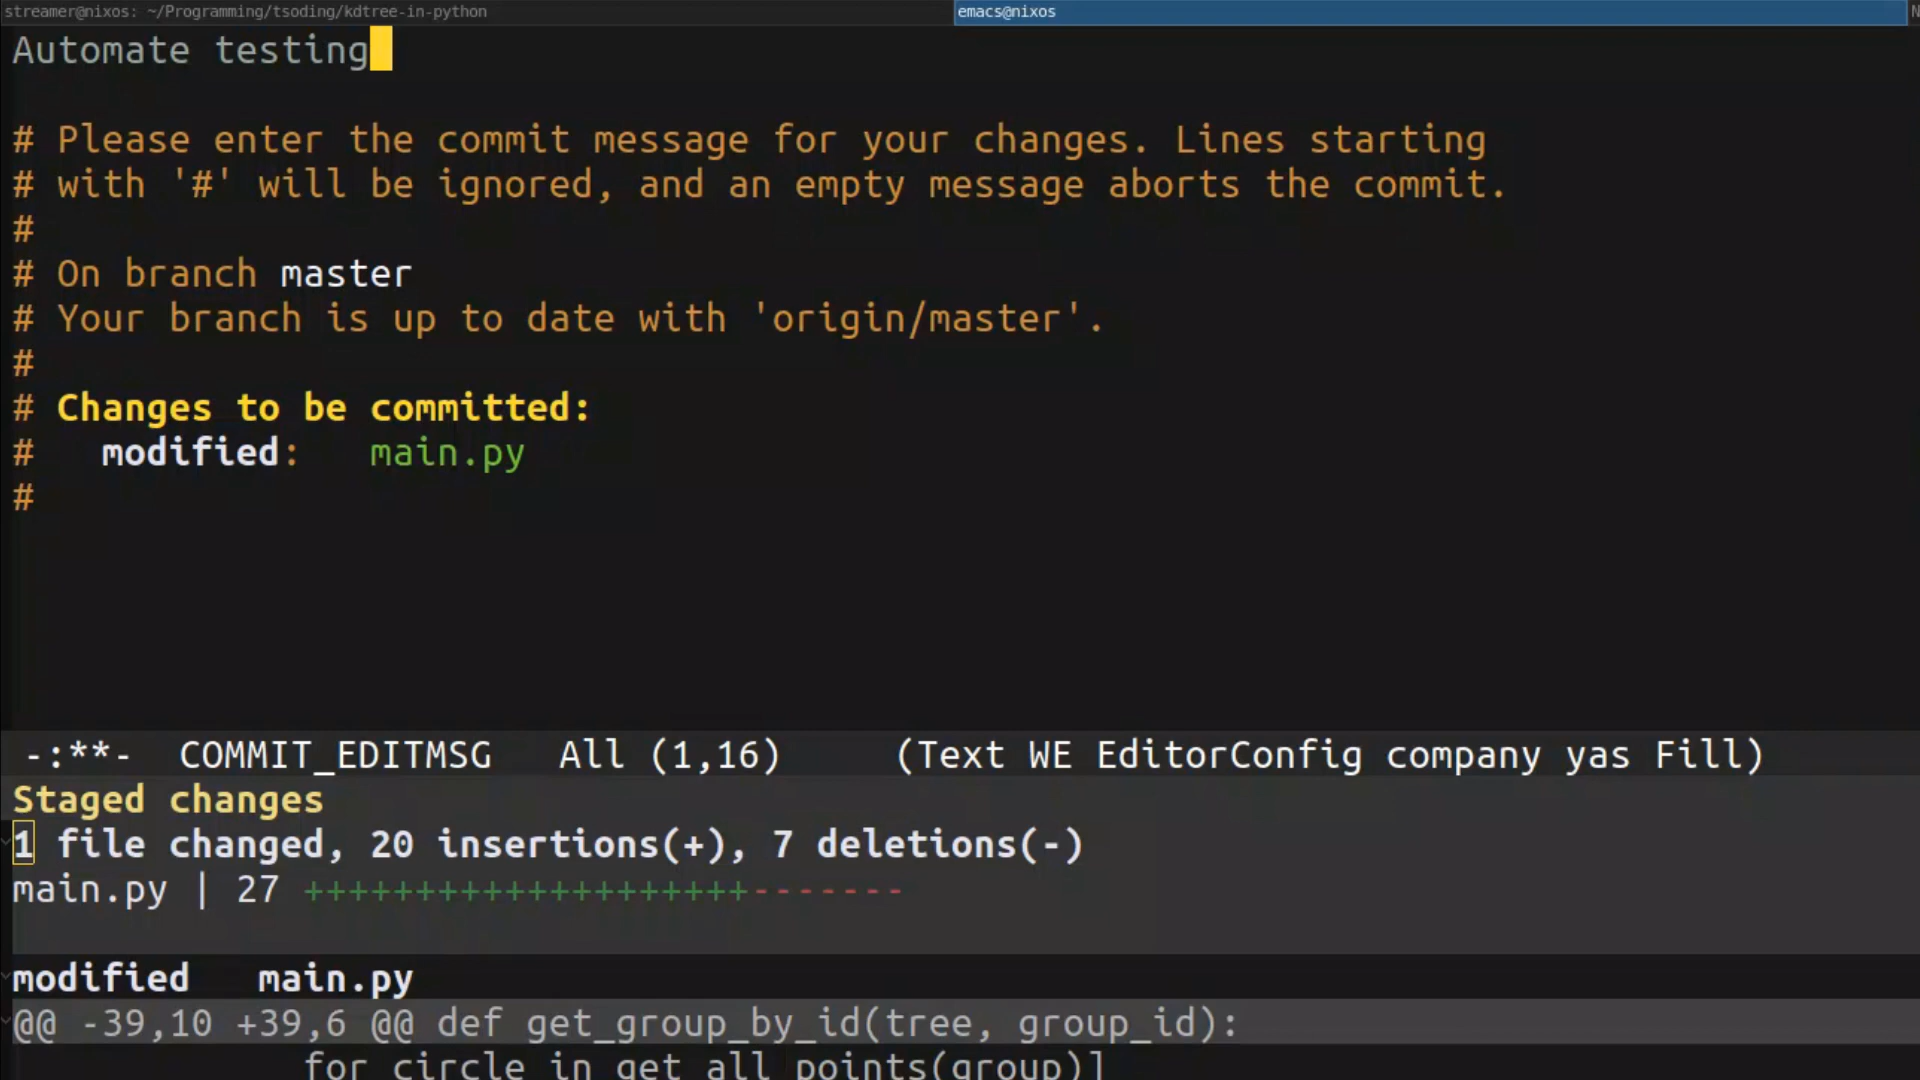 streamer@nixos: ~/Programming/tsoding/kdtree-in-python
emacs@nixos
N
Automate testing
# Please enter the commit message for your changes. Lines starting
# with '#' will be ignored, and an empty message aborts the commit.
#
# On branch master
# Your branch is up to date with 'origin/master'.
#
# Changes to be committed:
#   modified:   main.py
#
-:**-  COMMIT_EDITMSG   All (1,16)     (Text WE EditorConfig company yas Fill)
Staged changes
1 file changed, 20 insertions(+), 7 deletions(-)
main.py | 27 ++++++++++++++++++++-------
modified   main.py
@@ -39,10 +39,6 @@ def get_group_by_id(tree, group_id):
for circle in get_all_points(group)]